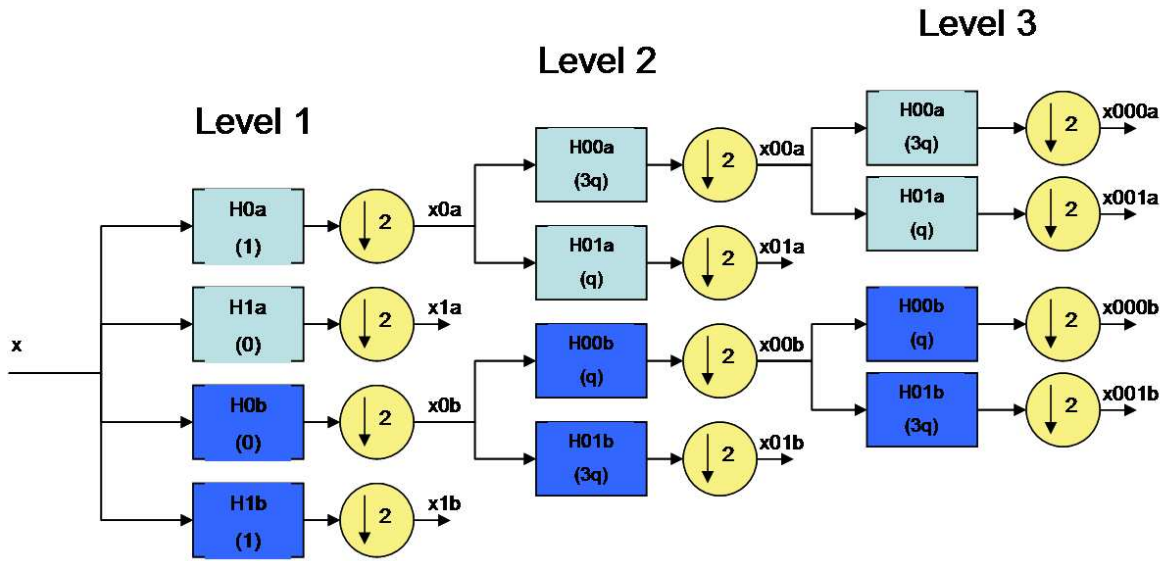 Level 1
Level 2
Level 3
x
H0a
(1)
2
x0a
H1a
(0)
2
x1a
H0b
(0)
2
x0b
H1b
(1)
2
x1b
H00a
(3q)
2
x00a
H01a
(q)
2
x01a
H00b
(q)
2
x00b
H01b
(3q)
2
x01b
H00a
(3q)
2
x000a
H01a
(q)
2
x001a
H00b
(q)
2
x000b
H01b
(3q)
2
x001b